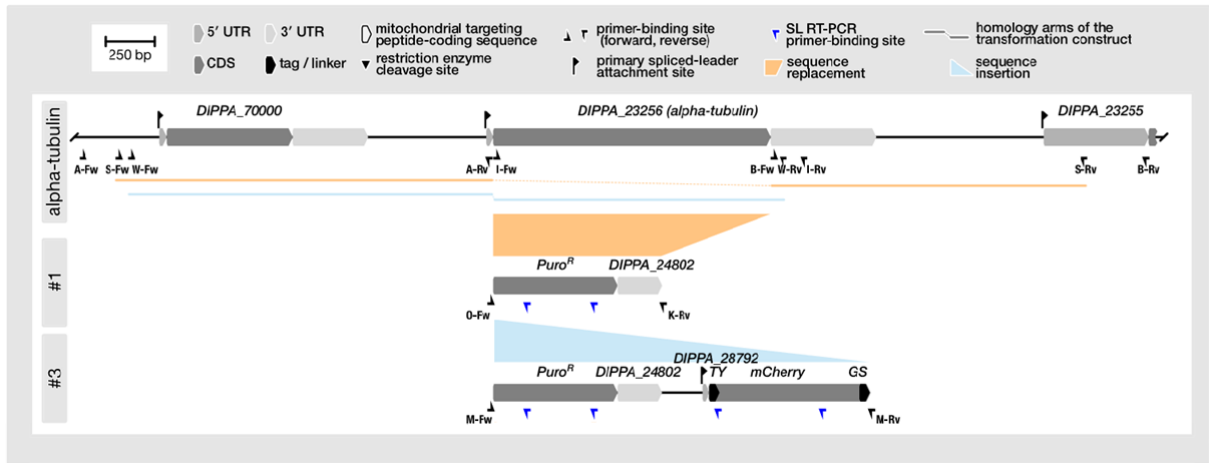 250 bp
5′ UTR
3′ UTR
mitochondrial targeting
peptide-coding sequence
primer-binding site
(forward, reverse)
SL RT-PCR
primer-binding site
homology arms of the
transformation construct
CDS
tag / linker
restriction enzyme
cleavage site
primary spliced-leader
attachment site
sequence
replacement
sequence
insertion
alpha-tubulin
DIPPA_70000
DIPPA_23256 (alpha-tubulin)
DIPPA_23255
A-Fw
S-Fw
W-Fw
A-Rv
I-Fw
B-Fw
W-Rv
I-Rv
S-Rv
B-Rv
#1
Puro^R
DIPPA_24802
O-Fw
K-Rv
#3
DIPPA_28792
Puro^R
DIPPA_24802
TY
mCherry
GS
M-Fw
M-Rv